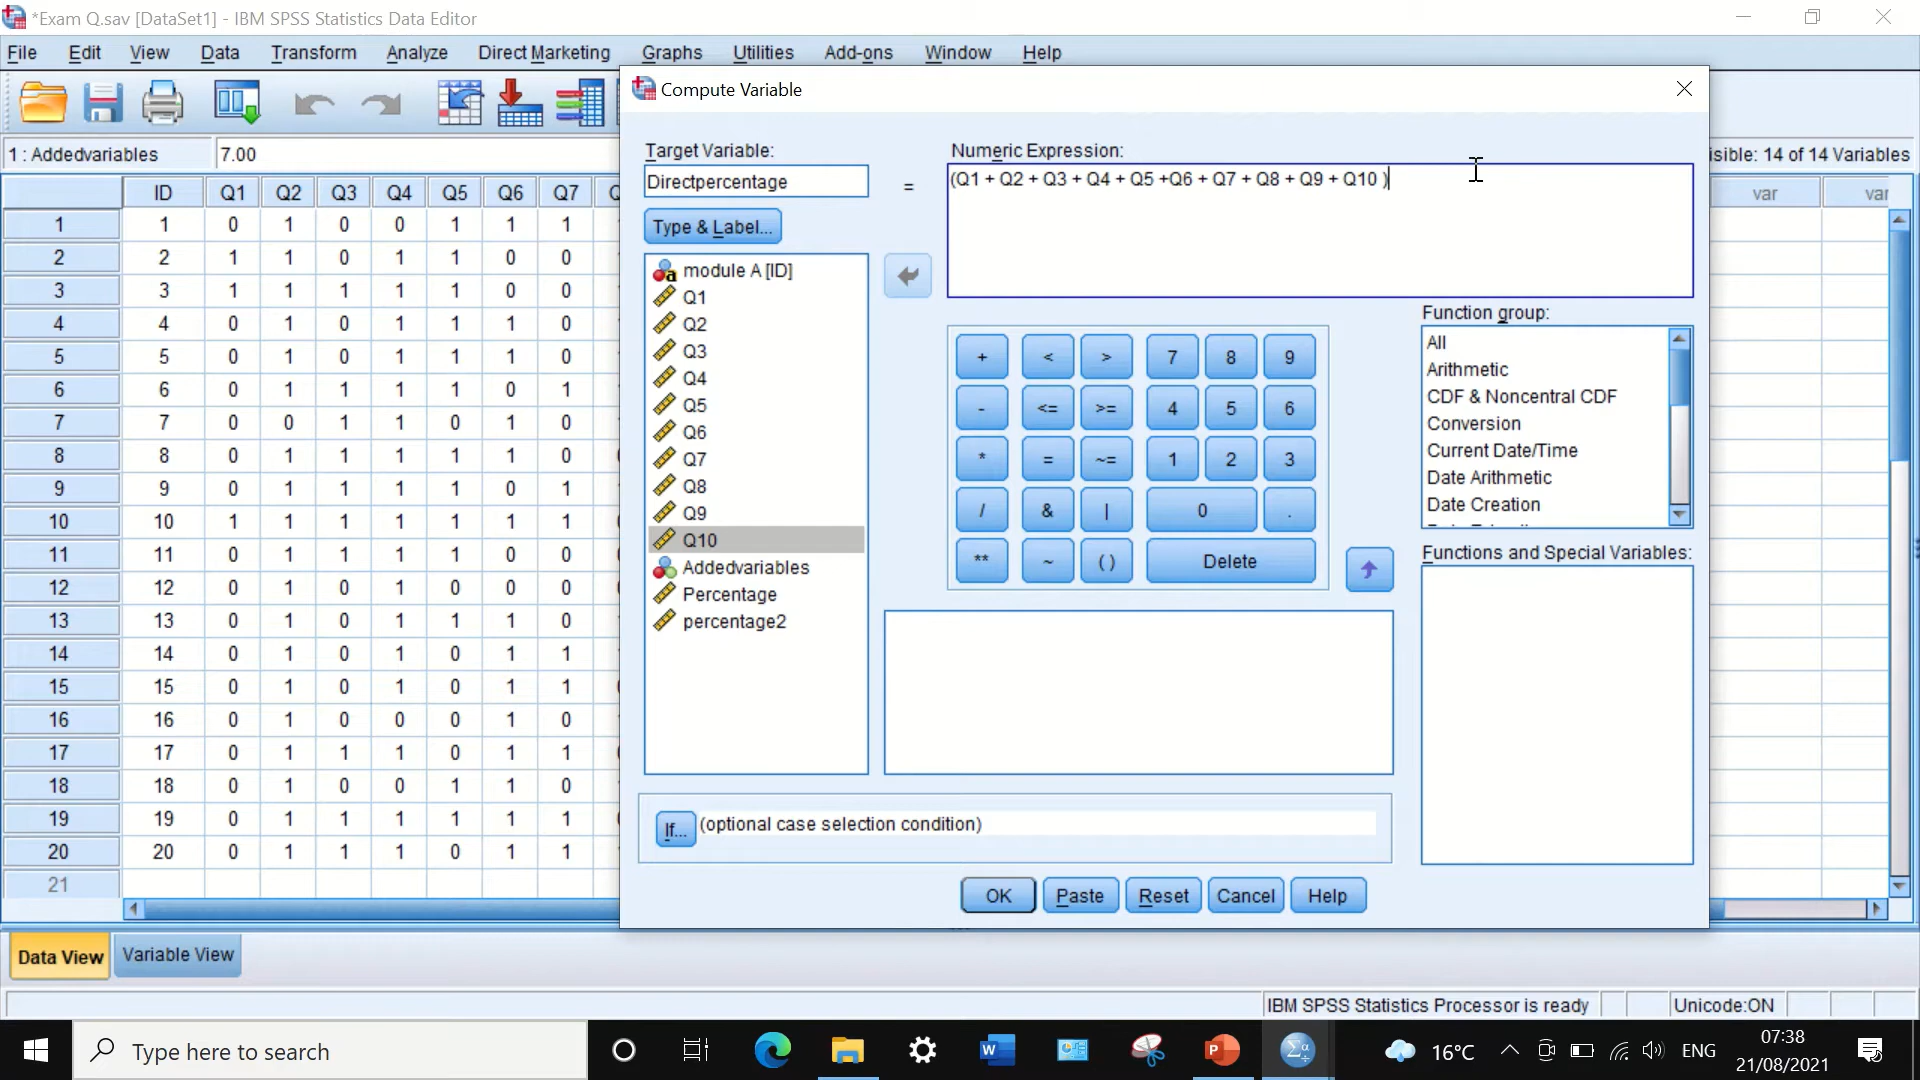 *Exam Q.sav [DataSet1] - IBM SPSS Statistics Data Editor
File Edit View Data Transform Analyze Direct Marketing Graphs Utilities Add-ons Window Help
Compute Variable
1 : Addedvariables 7.00
isible: 14 of 14 Variables
Target Variable:
Directpercentage
=
Numeric Expression:
(Q1 + Q2 + Q3 + Q4 + Q5 +Q6 + Q7 + Q8 + Q9 + Q10 )
Type & Label...
module A [ID]
Q1
Q2
Q3
Q4
Q5
Q6
Q7
Q8
Q9
Q10
Addedvariables
Percentage
percentage2
+ < > 7 8 9
- <= >= 4 5 6
* = ~= 1 2 3
/ & | 0 .
** ~ ( ) Delete
Function group:
All
Arithmetic
CDF & Noncentral CDF
Conversion
Current Date/Time
Date Arithmetic
Date Creation
Functions and Special Variables:
If... (optional case selection condition)
OK Paste Reset Cancel Help
ID Q1 Q2 Q3 Q4 Q5 Q6 Q7 var var
1 1 0 1 0 0 1 1 1
2 2 1 1 0 1 1 0 0
3 3 1 1 1 1 1 0 0
4 4 0 1 0 1 1 1 0
5 5 0 1 0 1 1 1 0
6 6 0 1 1 1 1 0 1
7 7 0 0 1 1 0 1 0
8 8 0 1 1 1 1 1 0
9 9 0 1 1 1 1 0 1
10 10 1 1 1 1 1 1 1
11 11 0 1 1 1 1 0 0
12 12 0 1 0 1 0 0 0
13 13 0 1 0 1 1 1 0
14 14 0 1 0 1 0 1 1
15 15 0 1 0 1 0 1 1
16 16 0 1 0 0 0 1 0
17 17 0 1 1 1 0 1 1
18 18 0 1 0 0 1 1 0
19 19 0 1 1 1 1 1 1
20 20 0 1 1 1 0 1 1
21
Data View Variable View
IBM SPSS Statistics Processor is ready Unicode:ON
Type here to search
16°C ENG
07:38
21/08/2021